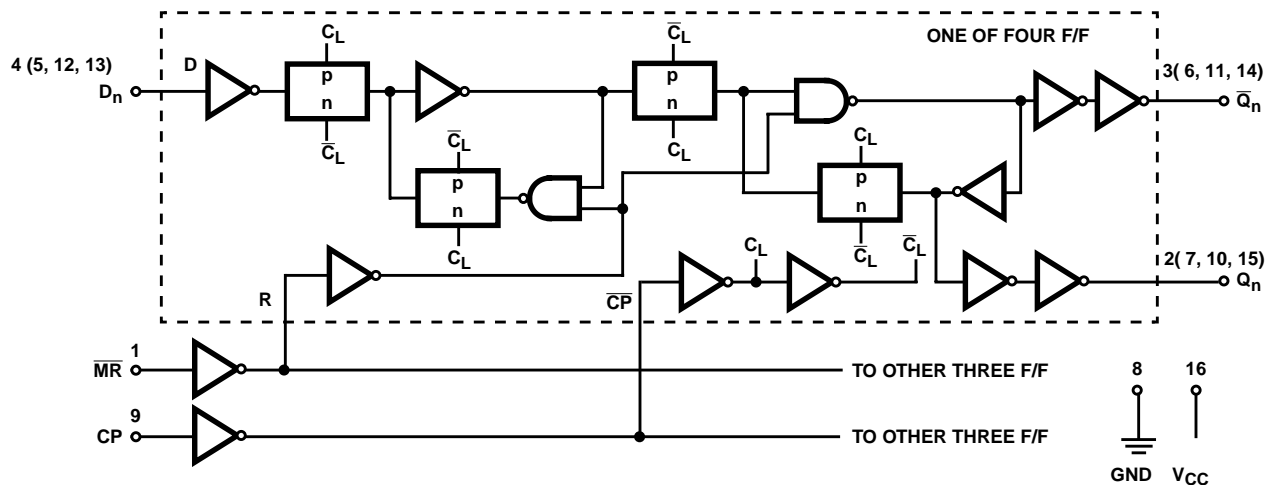 ONE OF FOUR F/F
4 (5, 12, 13)
Dn
D
CL
p
n
C̅L
C̅L
p
n
CL
C̅L
p
n
CL
CL
p
n
C̅L
3( 6, 11, 14)
Q̅n
R
C̅P̅
CL
C̅L
2( 7, 10, 15)
Qn
1
M̅R̅
TO OTHER THREE F/F
9
CP
TO OTHER THREE F/F
8
GND
16
VCC